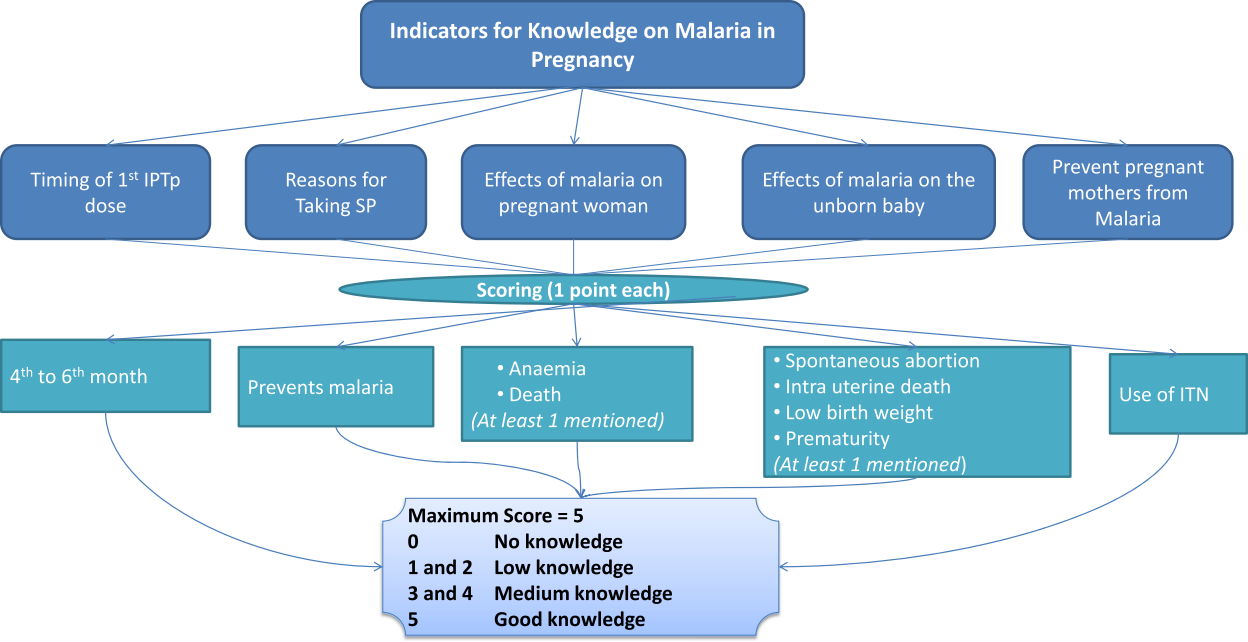 Indicators for Knowledge on Malaria in
Pregnancy
Timing of 1st IPTp
dose
Reasons for
Taking SP
Effects of malaria on
pregnant woman
Effects of malaria on the
unborn baby
Prevent pregnant
mothers from
Malaria
Scoring (1 point each)
4th to 6th month
Prevents malaria
• Anaemia
• Death
(At least 1 mentioned)
• Spontaneous abortion
• Intra uterine death
• Low birth weight
• Prematurity
(At least 1 mentioned)
Use of ITN
Maximum Score = 5
0 No knowledge
1 and 2 Low knowledge
3 and 4 Medium knowledge
5 Good knowledge